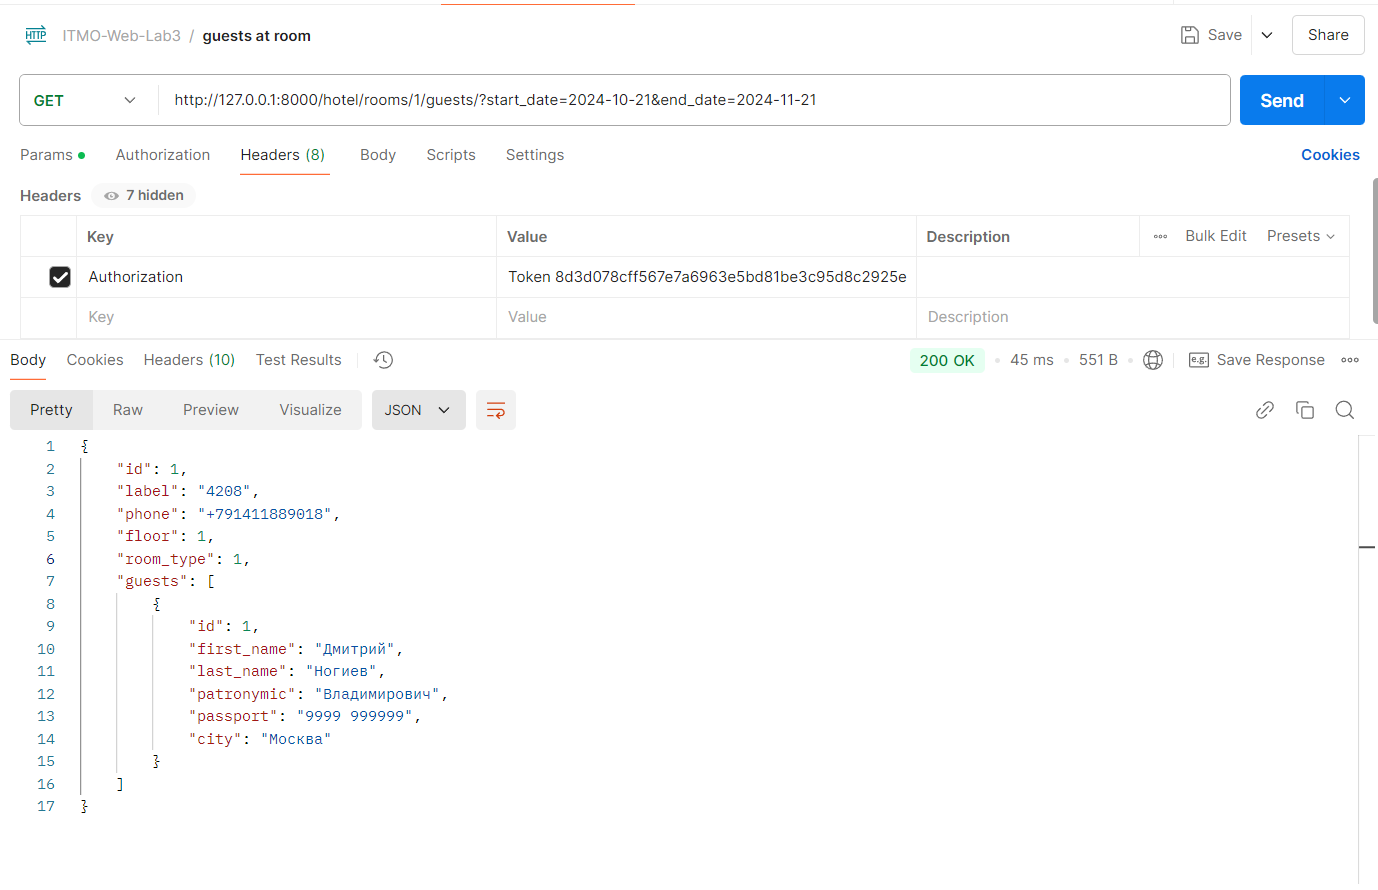 HTTP ITMO-Web-Lab3 / guests at room Save Share
GET http://127.0.0.1:8000/hotel/rooms/1/guests/?start_date=2024-10-21&end_date=2024-11-21 Send
Params Authorization Headers (8) Body Scripts Settings Cookies
Headers 7 hidden
Key Value Description Bulk Edit Presets
Authorization Token 8d3d078cff567e7a6963e5bd81be3c95d8c2925e
Key Value Description
Body Cookies Headers (10) Test Results 200 OK 45 ms 551 B e.g. Save Response
Pretty Raw Preview Visualize JSON
1 {
2 "id": 1,
3 "label": "4208",
4 "phone": "+791411889018",
5 "floor": 1,
6 "room_type": 1,
7 "guests": [
8 {
9 "id": 1,
10 "first_name": "Дмитрий",
11 "last_name": "Ногиев",
12 "patronymic": "Владимирович",
13 "passport": "9999 999999",
14 "city": "Москва"
15 }
16 ]
17 }